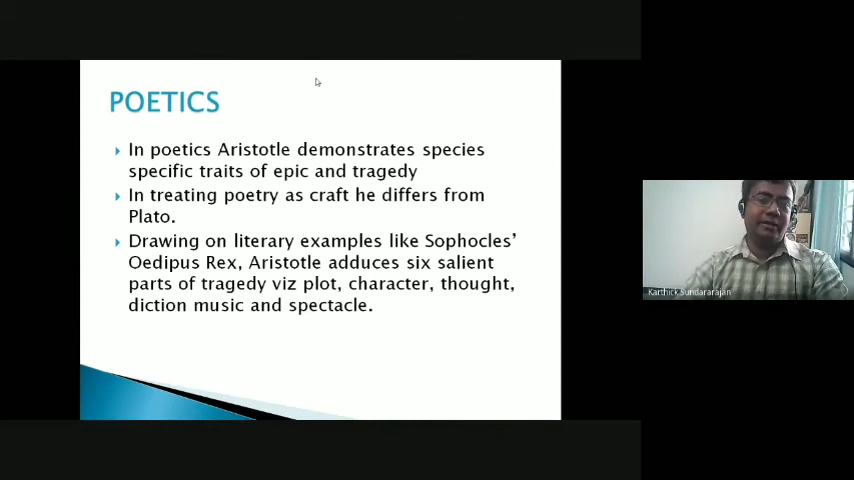 POETICS
In poetics Aristotle demonstrates species
specific traits of epic and tragedy
In treating poetry as craft he differs from
Plato.
Drawing on literary examples like Sophocles’
Oedipus Rex, Aristotle adduces six salient
parts of tragedy viz plot, character, thought,
diction music and spectacle.
Karthick Sundararajan